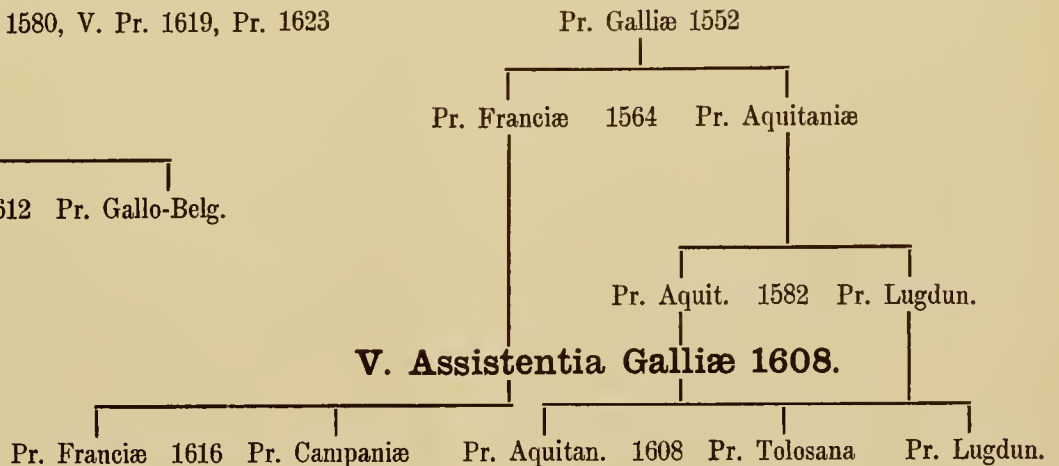 1580, V. Pr. 1619, Pr. 1623 Pr. Galliæ 1552
Pr. Franciæ 1564 Pr. Aquitaniæ
612 Pr. Gallo-Belg.
Pr. Aquit. 1582 Pr. Lugdun.
V. Assistentia Galliæ 1608.
Pr. Franciæ 1616 Pr. Campaniæ Pr. Aquitan. 1608 Pr. Tolosana Pr. Lugdun.